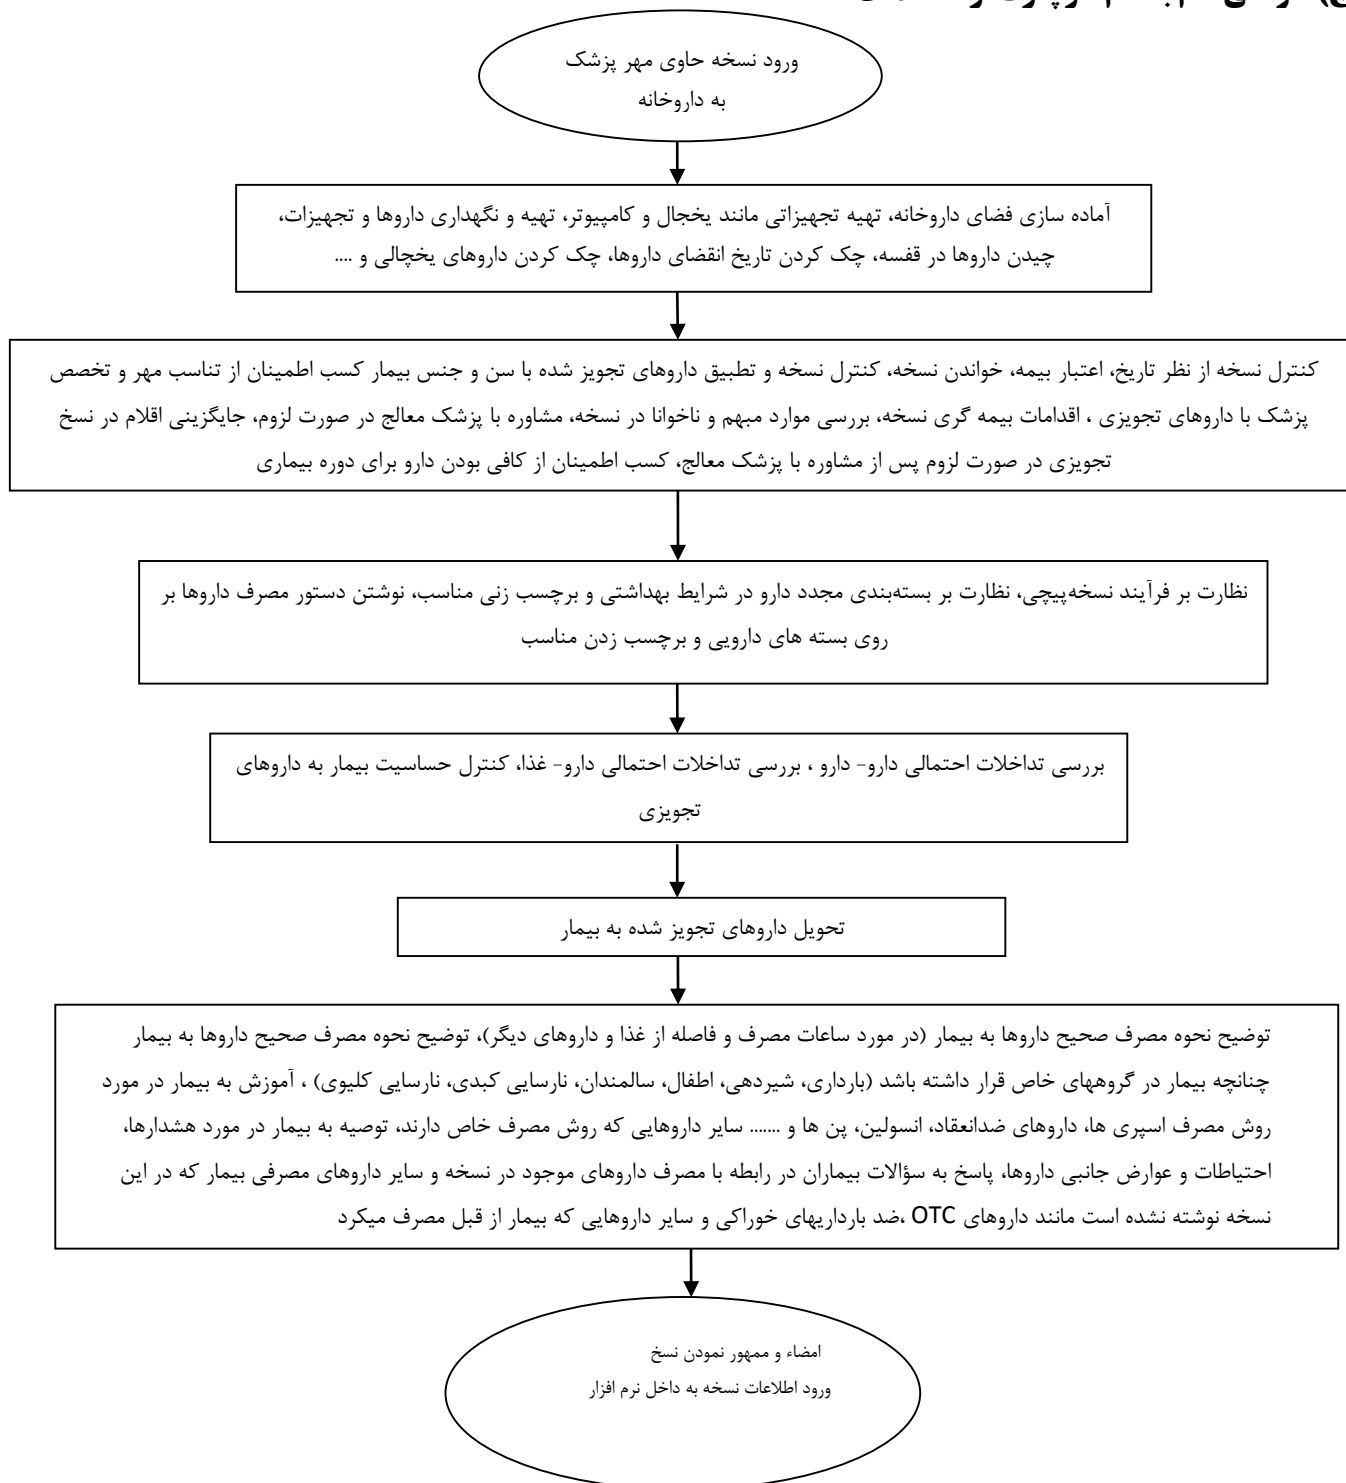 ورود نسخه حاوی مهر پزشک
به داروخانه
آماده سازی فضای داروخانه، تهیه تجهیزاتی مانند یخجال و کامپیوتر، تهیه و نگهداری داروها و تجهیزات،
چیدن داروها در قفسه، چک کردن تاریخ انقضای داروها، چک کردن داروهای یخچالی و ....
کنترل نسخه از نظر تاریخ، اعتبار بیمه، خواندن نسخه، کنترل نسخه و تطبیق داروهای تجویز شده با سن و جنس بیمار کسب اطمینان از تناسب مهر و تخصص
پزشک با داروهای تجویزی ، اقدامات بیمه گری نسخه، بررسی موارد مبهم و ناخوانا در نسخه، مشاوره با پزشک معالج در صورت لزوم، جایگزینی اقلام در نسخ
تجویزی در صورت لزوم پس از مشاوره با پزشک معالج، کسب اطمینان از کافی بودن دارو برای دوره بیماری
نظارت بر فرآیند نسخه‌پیچی، نظارت بر بسته‌بندی مجدد دارو در شرایط بهداشتی و برچسب زنی مناسب، نوشتن دستور مصرف داروها بر
روی بسته های دارویی و برچسب زدن مناسب
بررسی تداخلات احتمالی دارو- دارو ، بررسی تداخلات احتمالی دارو- غذا، کنترل حساسیت بیمار به داروهای
تجویزی
تحویل داروهای تجویز شده به بیمار
توضیح نحوه مصرف صحیح داروها به بیمار (در مورد ساعات مصرف و فاصله از غذا و داروهای دیگر)، توضیح نحوه مصرف صحیح داروها به بیمار
چنانچه بیمار در گروههای خاص قرار داشته باشد (بارداری، شیردهی، اطفال، سالمندان، نارسایی کبدی، نارسایی کلیوی) ، آموزش به بیمار در مورد
روش مصرف اسپری ها، داروهای ضدانعقاد، انسولین، پن ها و ....... سایر داروهایی که روش مصرف خاص دارند، توصیه به بیمار در مورد هشدارها،
احتیاطات و عوارض جانبی داروها، پاسخ به سؤالات بیماران در رابطه با مصرف داروهای موجود در نسخه و سایر داروهای مصرفی بیمار که در این
نسخه نوشته نشده است مانند داروهای OTC ،ضد بارداریهای خوراکی و سایر داروهایی که بیمار از قبل مصرف میکرد
امضاء و ممهور نمودن نسخ
ورود اطلاعات نسخه به داخل نرم افزار